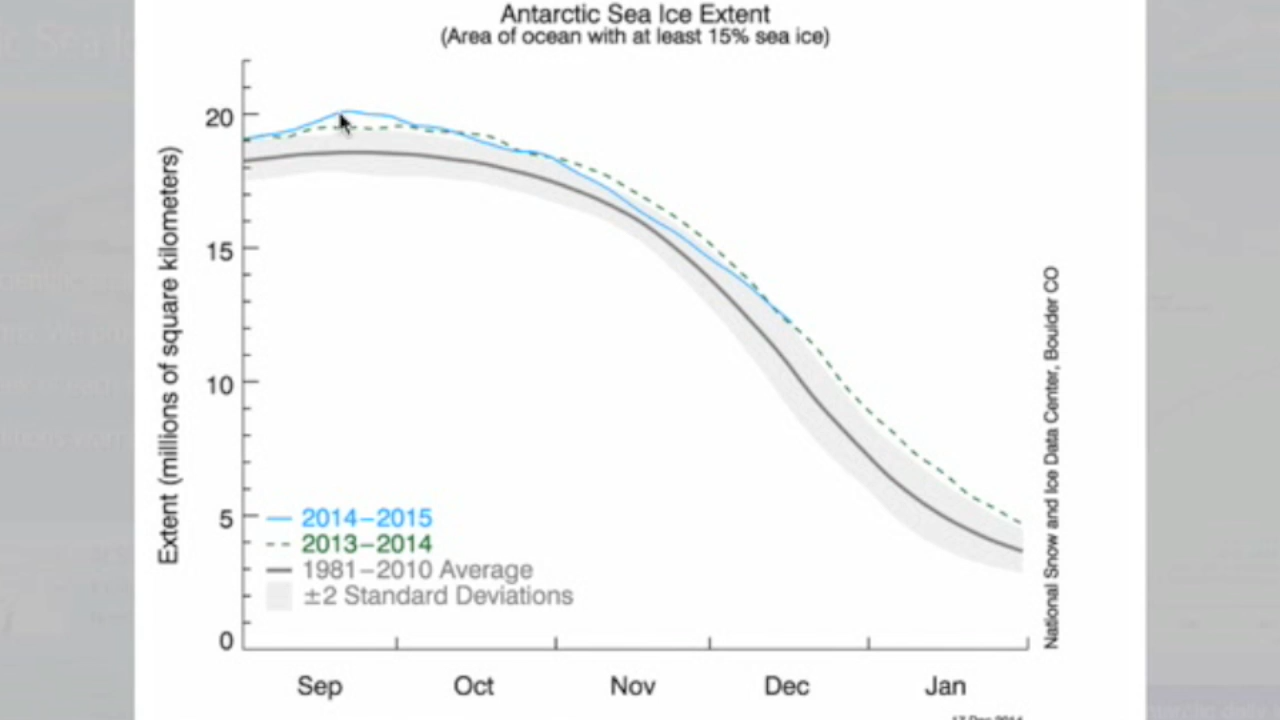 Antarctic Sea Ice Extent
(Area of ocean with at least 15% sea ice)
Extent (millions of square kilometers)
20
15
10
5
0
2014–2015
2013–2014
1981–2010 Average
±2 Standard Deviations
Sep Oct Nov Dec Jan
National Snow and Ice Data Center, Boulder CO